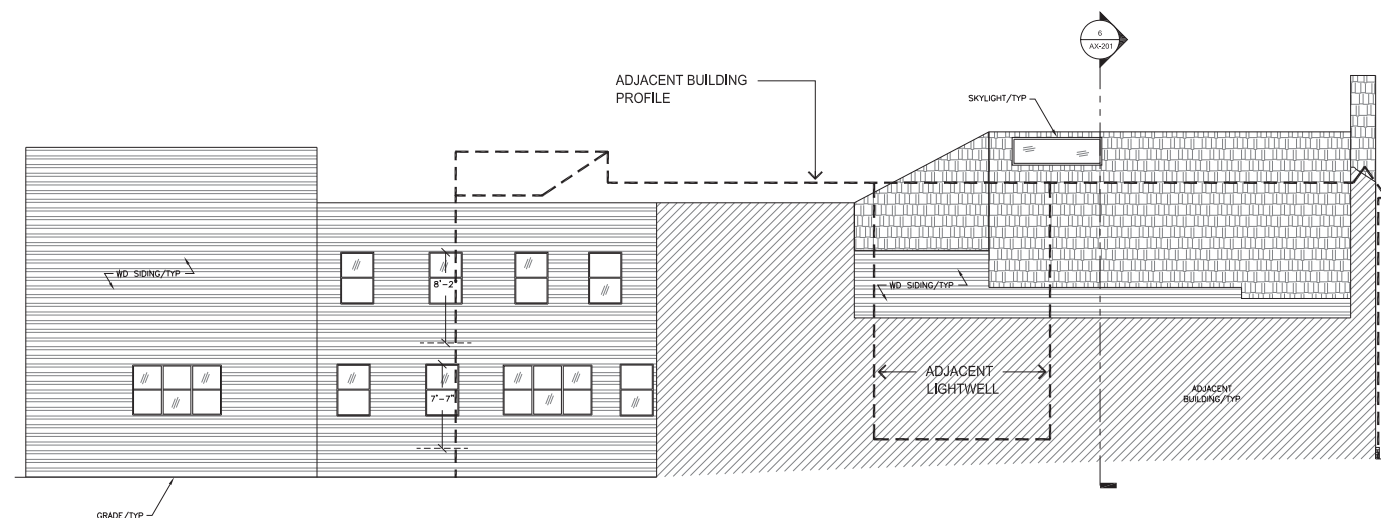 6
AX-201
ADJACENT BUILDING
PROFILE
SKYLIGHT/TYP
WD SIDING/TYP
8'-2"
WD SIDING/TYP
7'-7"
ADJACENT
LIGHTWELL
ADJACENT
BUILDING/TYP
GRADE/TYP